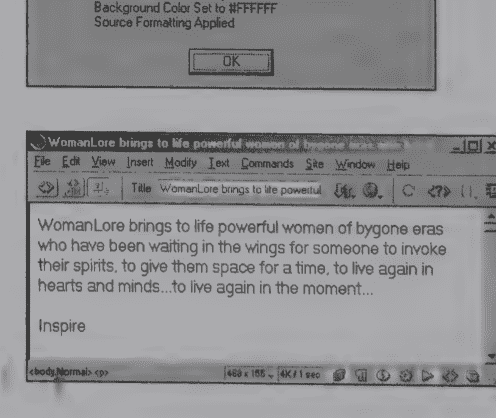 Background Color Set to #FFFFFF
Source Formatting Applied
OK
WomanLore brings to life powerful women of bygone eras
File Edit View Insert Modify Text Commands Site Window Help
Title WomanLore brings to life powerful
WomanLore brings to life powerful women of bygone eras
who have been waiting in the wings for someone to invoke
their spirits, to give them space for a time, to live again in
hearts and minds...to live again in the moment...
Inspire
<body.Normal> <p> 4K / 1 sec